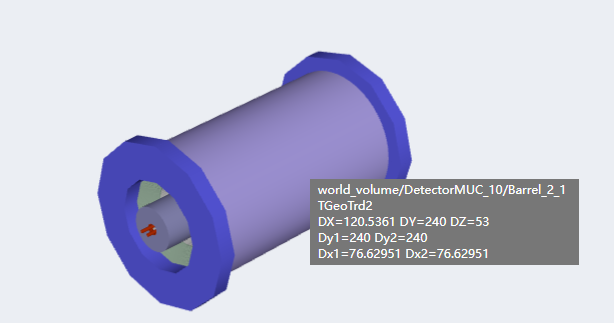 world_volume/DetectorMUC_10/Barrel_2_1
TGeoTrd2
DX=120.5361 DY=240 DZ=53
Dy1=240 Dy2=240
Dx1=76.62951 Dx2=76.62951